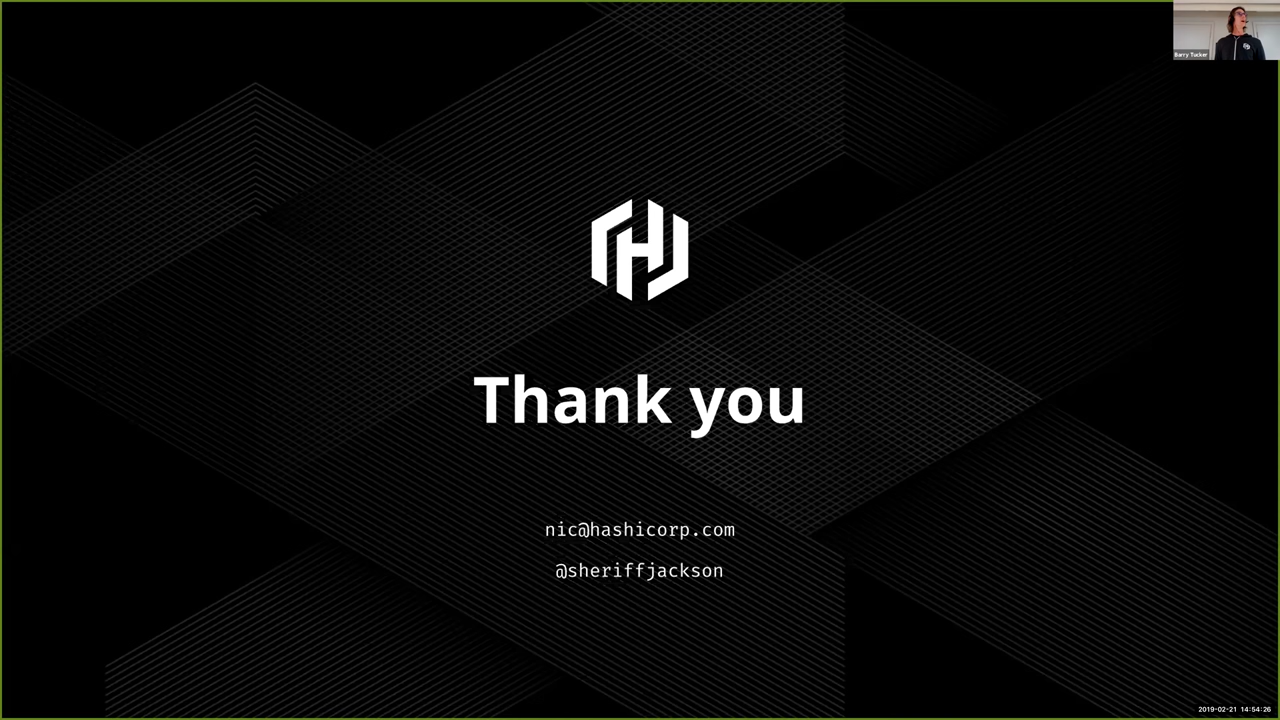 Barry Tucker
Thank you
nic@hashicorp.com
@sheriffjackson
2019-02-21 14:54:26